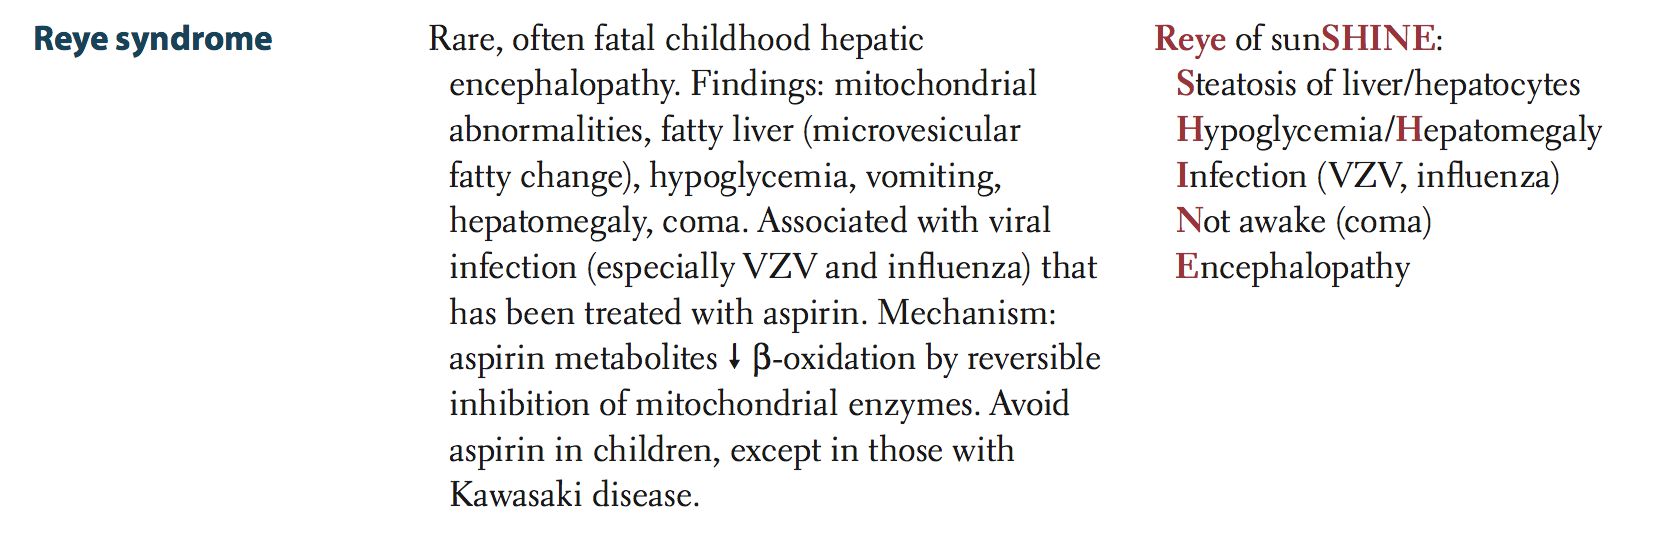 Reye syndrome
Rare, often fatal childhood hepatic
encephalopathy. Findings: mitochondrial
abnormalities, fatty liver (microvesicular
fatty change), hypoglycemia, vomiting,
hepatomegaly, coma. Associated with viral
infection (especially VZV and influenza) that
has been treated with aspirin. Mechanism:
aspirin metabolites ↓ β-oxidation by reversible
inhibition of mitochondrial enzymes. Avoid
aspirin in children, except in those with
Kawasaki disease.
Reye of sunSHINE:
Steatosis of liver/hepatocytes
Hypoglycemia/Hepatomegaly
Infection (VZV, influenza)
Not awake (coma)
Encephalopathy